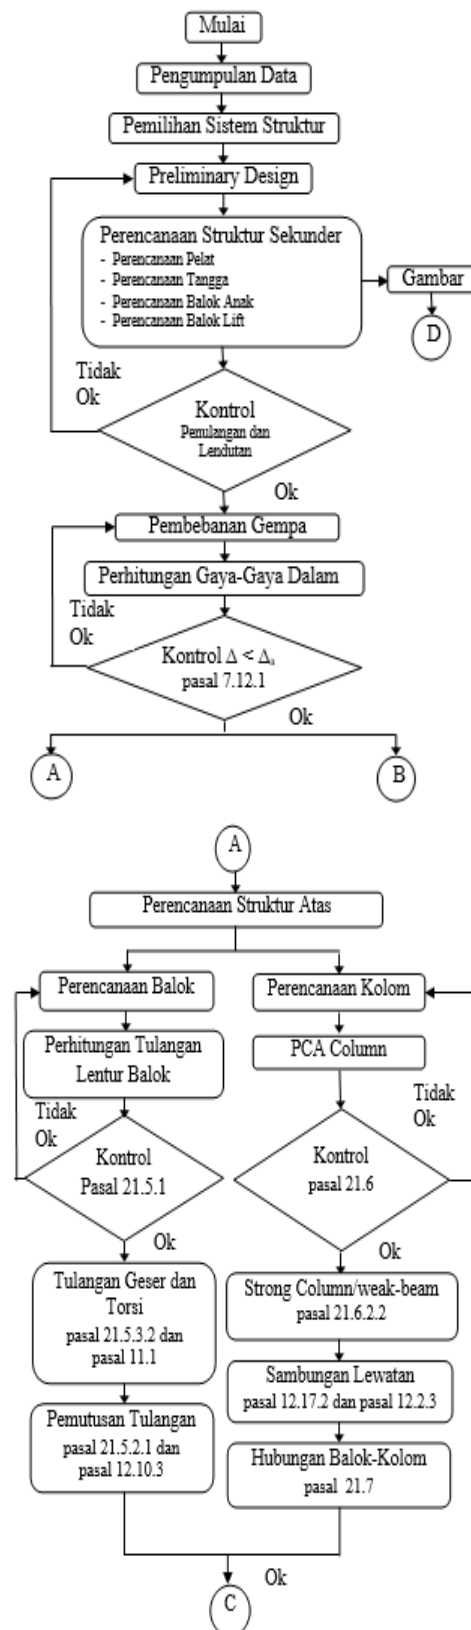 Mulai
Pengumpulan Data
Pemilihan Sistem Struktur
Preliminary Design
Perencanaan Struktur Sekunder
- Perencanaan Pelat
- Perencanaan Tangga
- Perencanaan Balok Anak
- Perencanaan Balok Lift
Gambar
D
Tidak
Ok
Kontrol
Penulangan dan
Lendutan
Ok
Pembebanan Gempa
Perhitungan Gaya-Gaya Dalam
Tidak
Ok
Kontrol Δ < Δₐ
pasal 7.12.1
Ok
A
B
A
Perencanaan Struktur Atas
Perencanaan Balok
Perencanaan Kolom
Perhitungan Tulangan
Lentur Balok
PCA Column
Tidak
Ok
Tidak
Ok
Kontrol
Pasal 21.5.1
Kontrol
pasal 21.6
Ok
Ok
Tulangan Geser dan
Torsi
pasal 21.5.3.2 dan
pasal 11.1
Strong Column/weak-beam
pasal 21.6.2.2
Sambungan Lewatan
pasal 12.17.2 dan pasal 12.2.3
Pemutusan Tulangan
pasal 21.5.2.1 dan
pasal 12.10.3
Hubungan Balok-Kolom
pasal 21.7
Ok
C